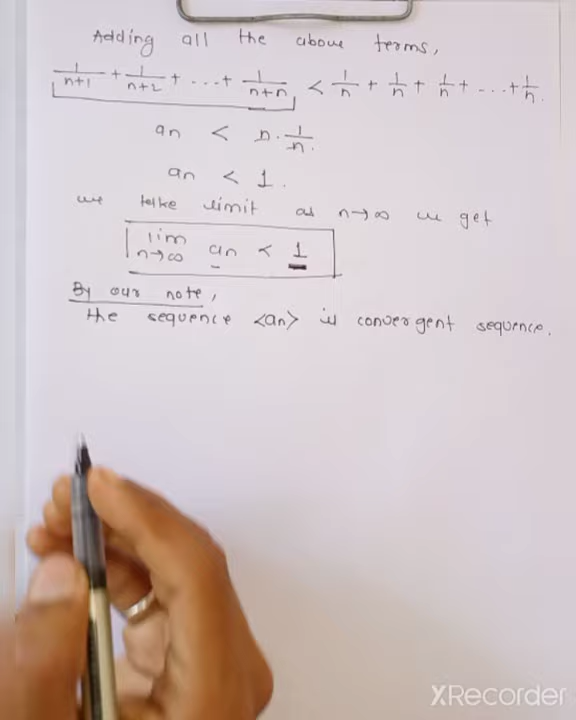 Adding all the above terms,
1/n+1 + 1/n+2 + ... + 1/n+n < 1/n + 1/n + 1/n + ... + 1/n.
an < n. 1/n.
an < 1.
we take limit as n→∞ we get
lim n→∞ an < 1
By our note,
the sequence <an> is convergent sequence.
XRecorder